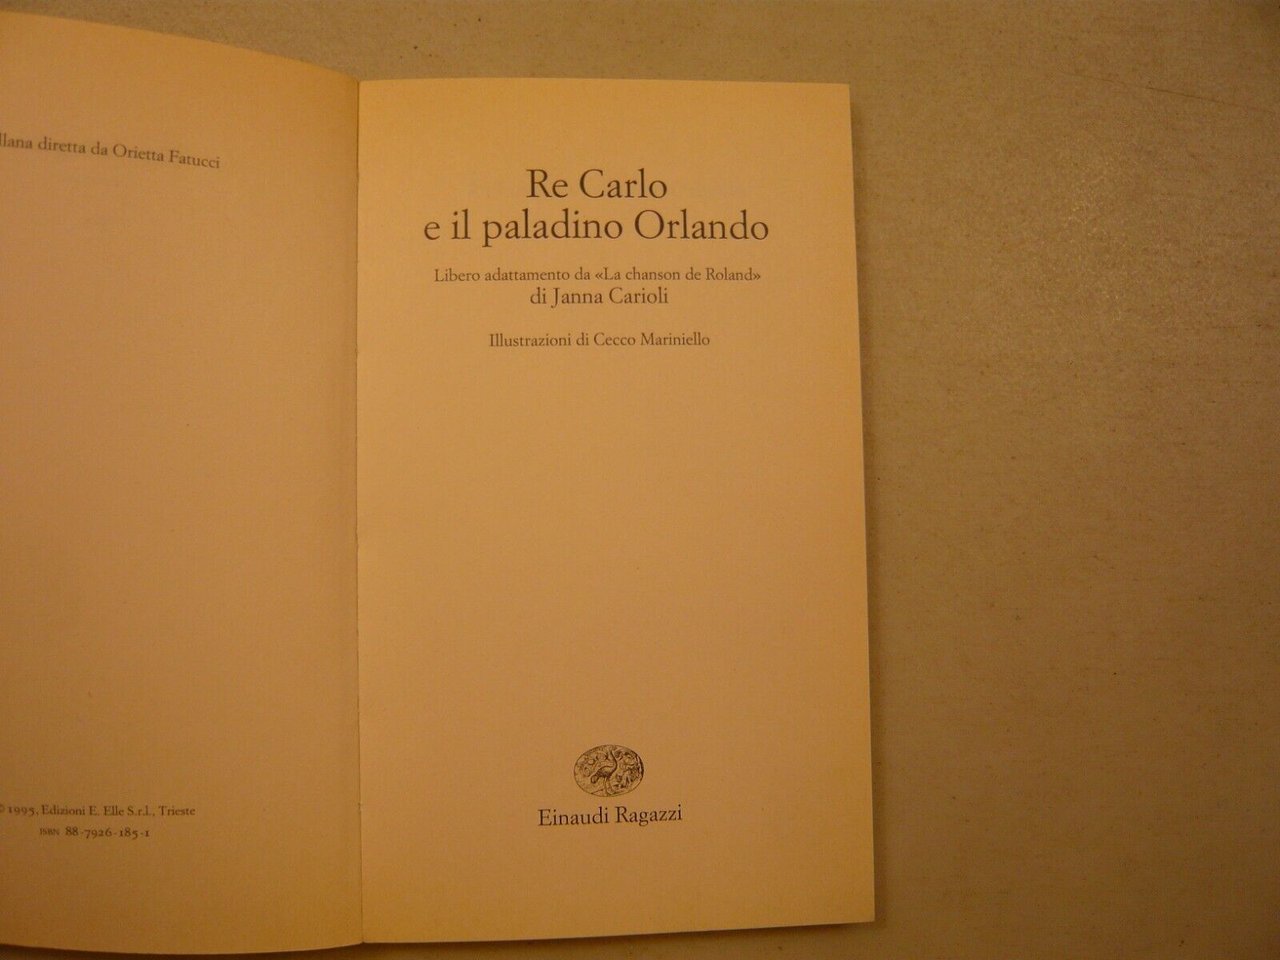 diretta da Orietta Fatucci
© 1995, Edizioni E. Elle S.r.l., Trieste
ISBN 88-7926-185-1
Re Carlo
e il paladino Orlando
Libero adattamento da «La chanson de Roland»
di Janna Carioli
Illustrazioni di Cecco Mariniello
Einaudi Ragazzi